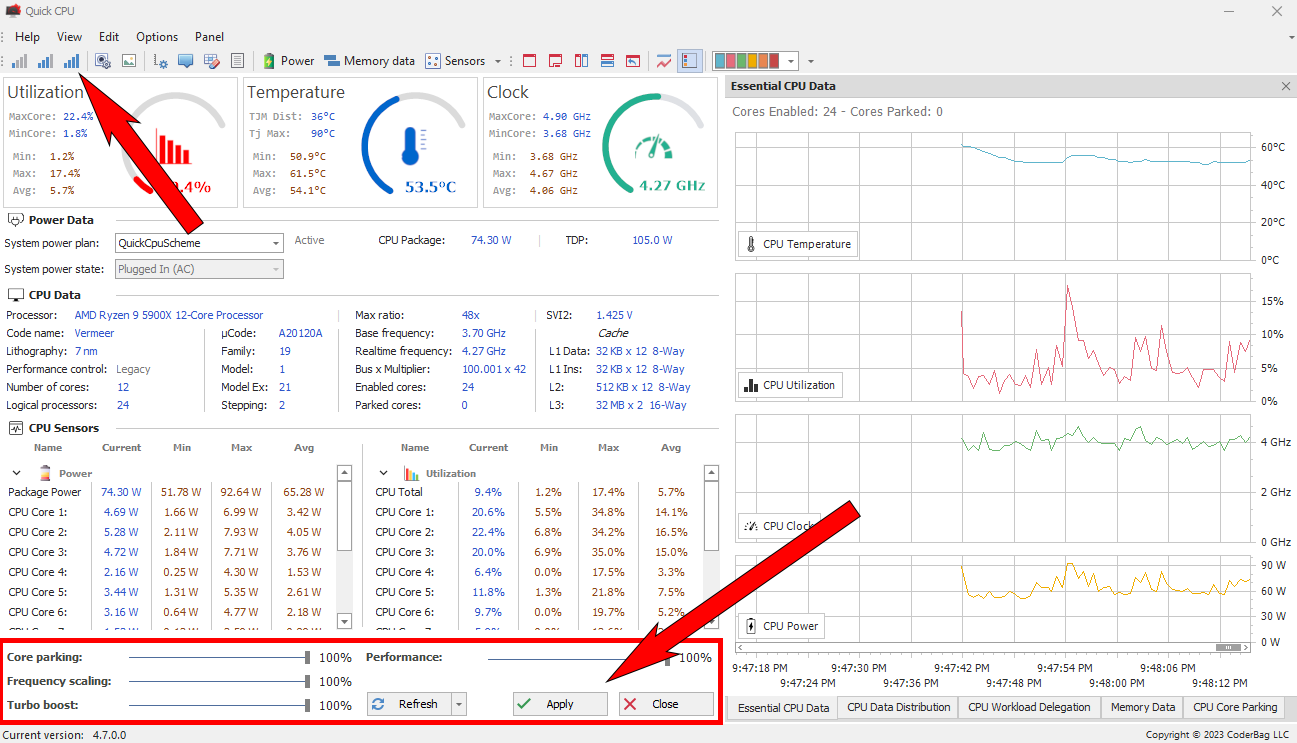 Quick CPU
Help View Edit Options Panel
Power Memory data Sensors
Utilization
MaxCore: 22.4%
MinCore: 1.8%
Min: 1.2%
Max: 17.4%
Avg: 5.7%
.4%
Temperature
TJM Dist: 36°C
Tj Max: 90°C
Min: 50.9°C
Max: 61.5°C
Avg: 54.1°C
53.5°C
Clock
MaxCore: 4.90 GHz
MinCore: 3.68 GHz
Min: 3.68 GHz
Max: 4.67 GHz
Avg: 4.06 GHz
4.27 GHz
Power Data
System power plan: QuickCpuScheme Active CPU Package: 74.30 W TDP: 105.0 W
System power state: Plugged In (AC)
CPU Data
Processor: AMD Ryzen 9 5900X 12-Core Processor Max ratio: 48x SVI2: 1.425 V
Code name: Vermeer µCode: A20120A Base frequency: 3.70 GHz Cache
Lithography: 7 nm Family: 19 Realtime frequency: 4.27 GHz L1 Data: 32 KB x 12 8-Way
Performance control: Legacy Model: 1 Bus x Multiplier: 100.001 x 42 L1 Ins: 32 KB x 12 8-Way
Number of cores: 12 Model Ex: 21 Enabled cores: 24 L2: 512 KB x 12 8-Way
Logical processors: 24 Stepping: 2 Parked cores: 0 L3: 32 MB x 2 16-Way
CPU Sensors
Name Current Min Max Avg Name Current Min Max Avg
Power Utilization
Package Power 74.30 W 51.78 W 92.64 W 65.28 W CPU Total 9.4% 1.2% 17.4% 5.7%
CPU Core 1: 4.69 W 1.66 W 6.99 W 3.42 W CPU Core 1: 20.6% 5.5% 34.8% 14.1%
CPU Core 2: 5.28 W 2.11 W 7.93 W 4.05 W CPU Core 2: 22.4% 6.8% 34.2% 16.5%
CPU Core 3: 4.72 W 1.84 W 7.71 W 3.76 W CPU Core 3: 20.0% 6.9% 35.0% 15.0%
CPU Core 4: 2.16 W 0.25 W 4.30 W 1.53 W CPU Core 4: 6.4% 0.0% 17.5% 3.3%
CPU Core 5: 3.44 W 1.31 W 5.35 W 2.61 W CPU Core 5: 11.8% 1.3% 21.8% 7.5%
CPU Core 6: 3.16 W 0.64 W 4.77 W 2.18 W CPU Core 6: 9.7% 0.0% 19.7% 5.2%
Core parking: 100% Performance: 100%
Frequency scaling: 100%
Turbo boost: 100% Refresh Apply Close
Current version: 4.7.0.0
Essential CPU Data
Cores Enabled: 24 - Cores Parked: 0
60°C
40°C
20°C
CPU Temperature
0°C
15%
10%
5%
CPU Utilization
0%
4 GHz
2 GHz
CPU Clock
0 GHz
90 W
60 W
30 W
CPU Power
0 W
9:47:18 PM 9:47:30 PM 9:47:42 PM 9:47:54 PM 9:48:06 PM
9:47:24 PM 9:47:36 PM 9:47:48 PM 9:48:00 PM 9:48:12 PM
Essential CPU Data CPU Data Distribution CPU Workload Delegation Memory Data CPU Core Parking
Copyright © 2023 CoderBag LLC